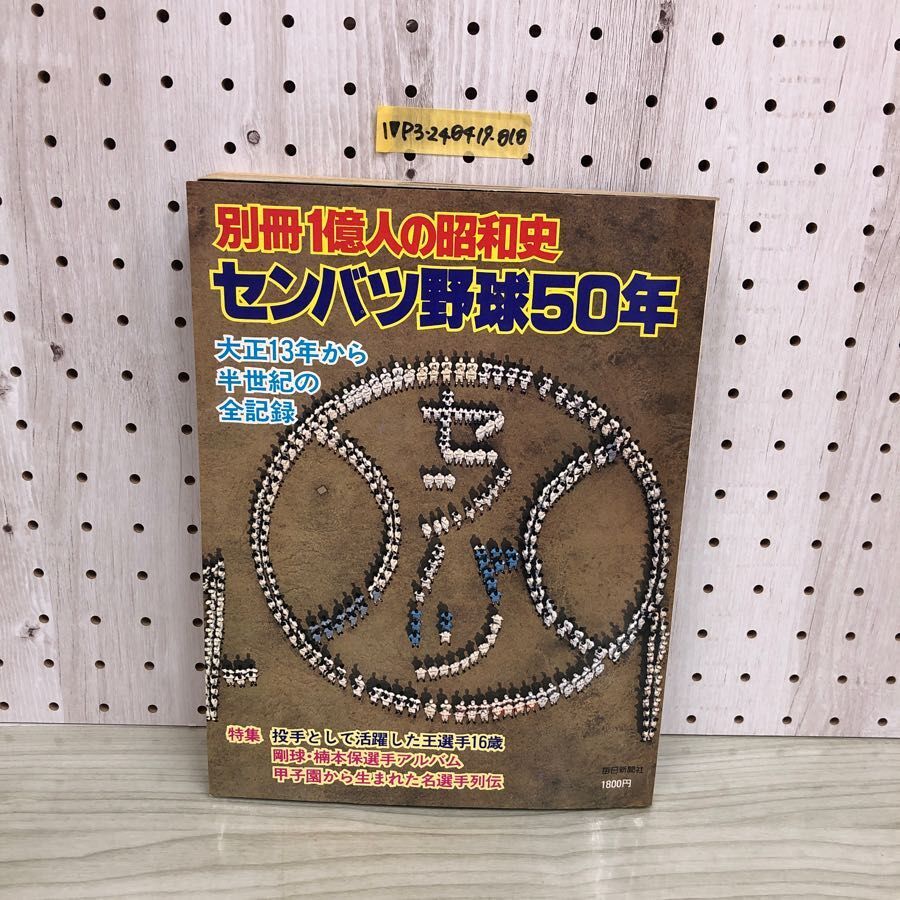 1▼P3-240419-010
別冊1億人の昭和史
センバツ野球50年
大正13年から
半世紀の
全記録
特集 投手として活躍した王選手16歳
剛球・楠本保選手アルバム
甲子園から生まれた名選手列伝
毎日新聞社
1800円